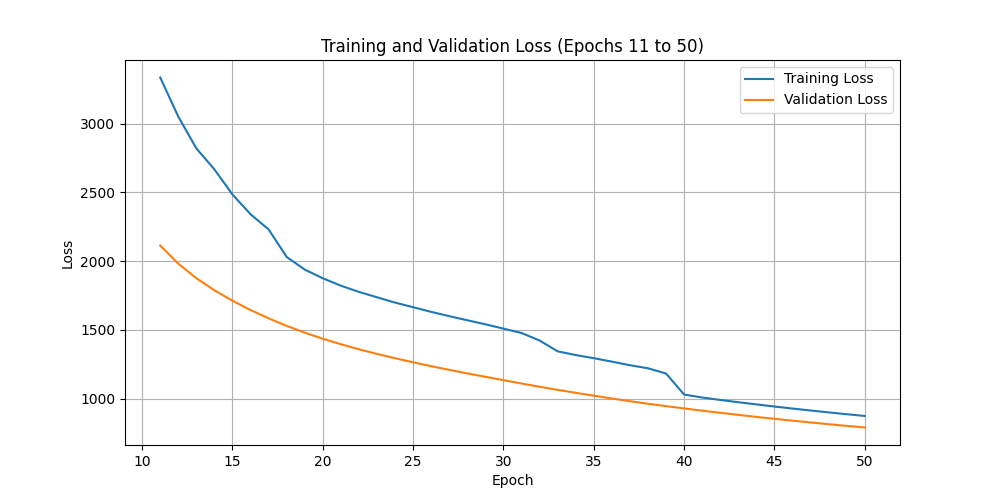 Training and Validation Loss (Epochs 11 to 50)
Training Loss
Validation Loss
Loss
3000
2500
2000
1500
1000
10 15 20 25 30 35 40 45 50
Epoch